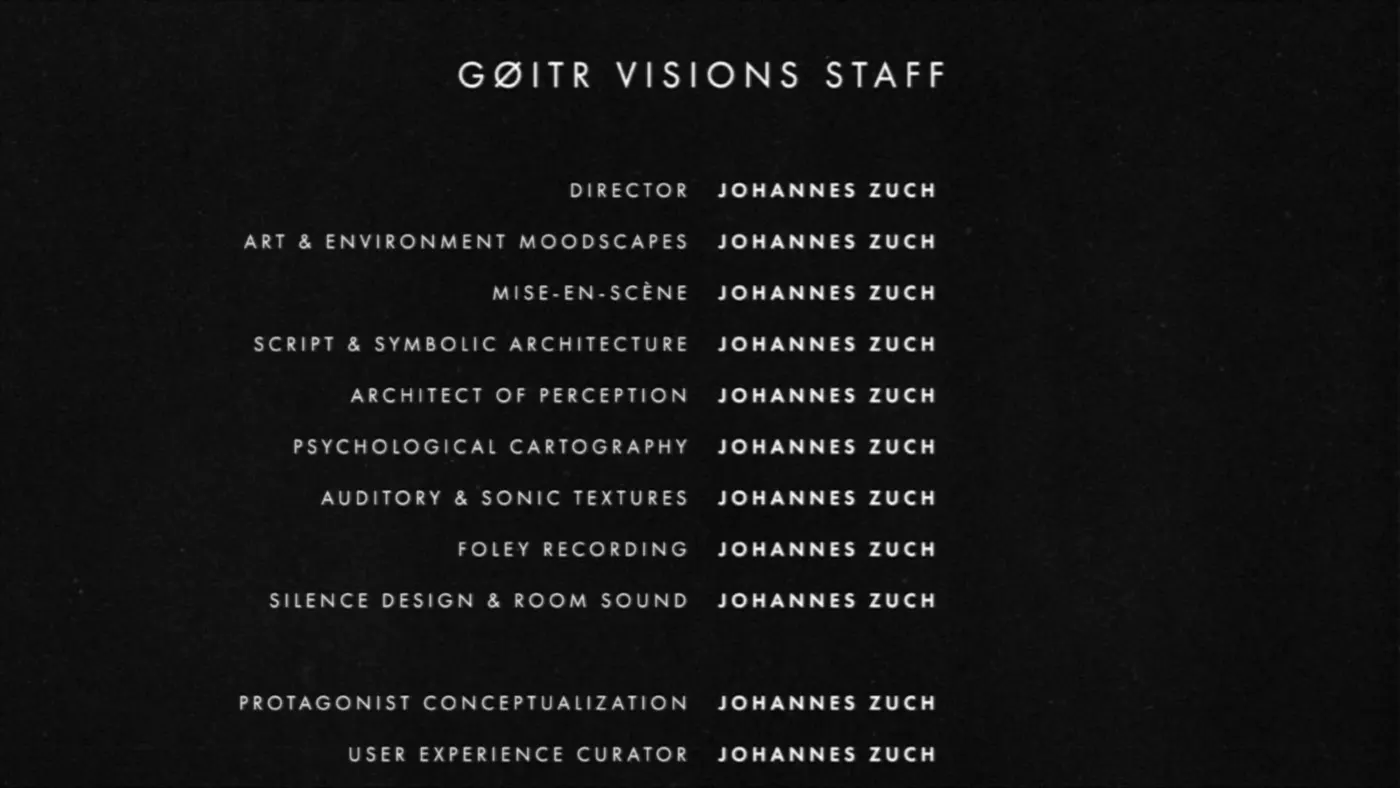 GØITR VISIONS STAFF
DIRECTOR JOHANNES ZUCH
ART & ENVIRONMENT MOODSCAPES JOHANNES ZUCH
MISE-EN-SCÈNE JOHANNES ZUCH
SCRIPT & SYMBOLIC ARCHITECTURE JOHANNES ZUCH
ARCHITECT OF PERCEPTION JOHANNES ZUCH
PSYCHOLOGICAL CARTOGRAPHY JOHANNES ZUCH
AUDITORY & SONIC TEXTURES JOHANNES ZUCH
FOLEY RECORDING JOHANNES ZUCH
SILENCE DESIGN & ROOM SOUND JOHANNES ZUCH
PROTAGONIST CONCEPTUALIZATION JOHANNES ZUCH
USER EXPERIENCE CURATOR JOHANNES ZUCH